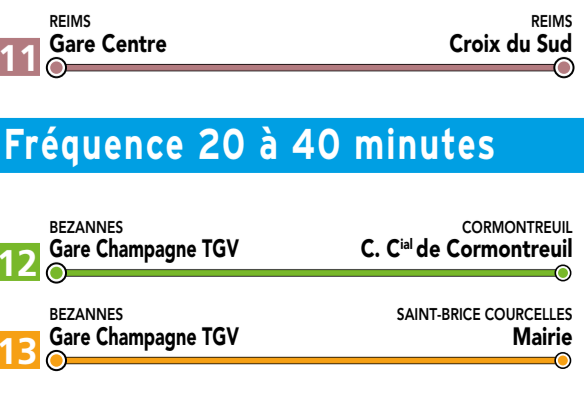 REIMS REIMS
11 Gare Centre Croix du Sud
Fréquence 20 à 40 minutes
BEZANNES CORMONTREUIL
12 Gare Champagne TGV C. Cial de Cormontreuil
BEZANNES SAINT-BRICE COURCELLES
13 Gare Champagne TGV Mairie